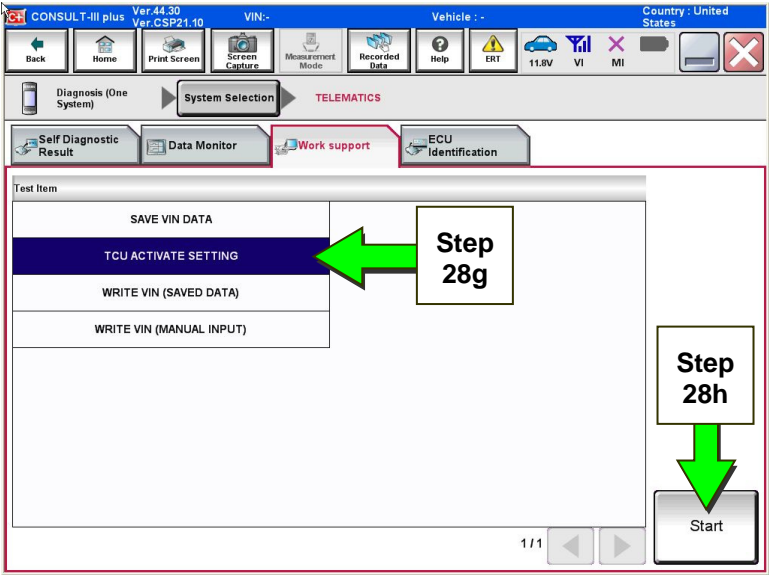 CONSULT-III plus
Ver.44.30
Ver.CSP21.10
VIN:-
Vehicle : -
Country : United
States
Back
Home
Print Screen
Screen
Capture
Measurement
Mode
Recorded
Data
Help
ERT
11.8V
VI
MI
Diagnosis (One
System)
System Selection
TELEMATICS
Self Diagnostic
Result
Data Monitor
Work support
ECU
Identification
Test Item
SAVE VIN DATA
TCU ACTIVATE SETTING
WRITE VIN (SAVED DATA)
WRITE VIN (MANUAL INPUT)
Step
28g
Step
28h
Start
1/1